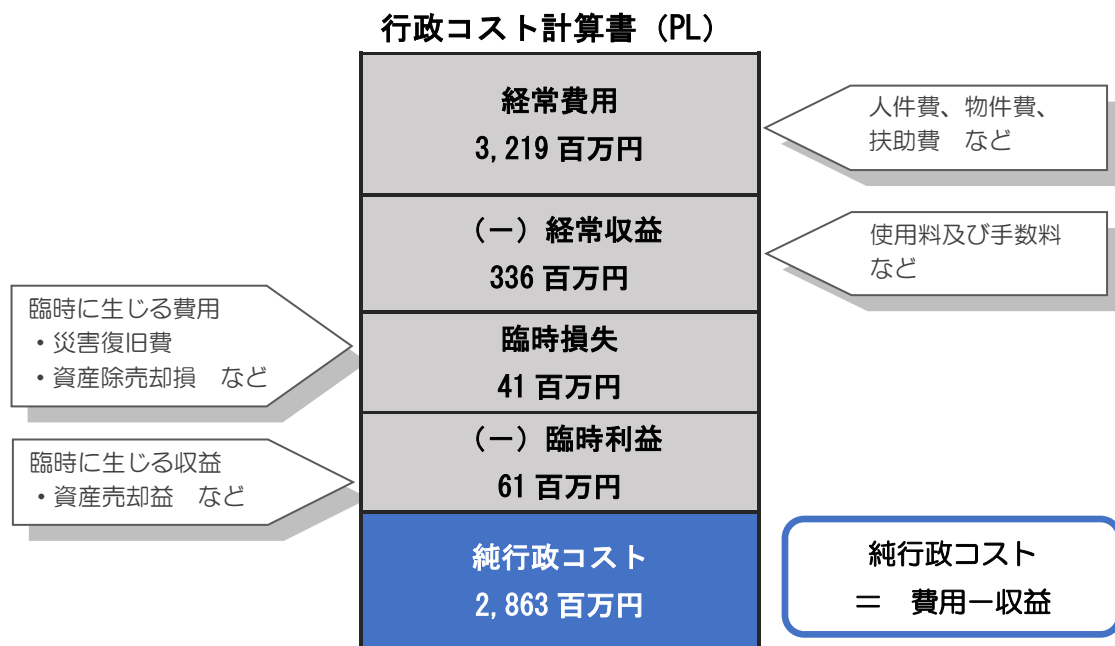 行政コスト計算書（PL）
経常費用
3,219 百万円
人件費、物件費、
扶助費　など
（－）経常収益
336 百万円
使用料及び手数料
など
臨時に生じる費用
・災害復旧費
・資産除売却損　など
臨時損失
41 百万円
（－）臨時利益
61 百万円
臨時に生じる収益
・資産売却益　など
純行政コスト
2,863 百万円
純行政コスト
＝　費用－収益